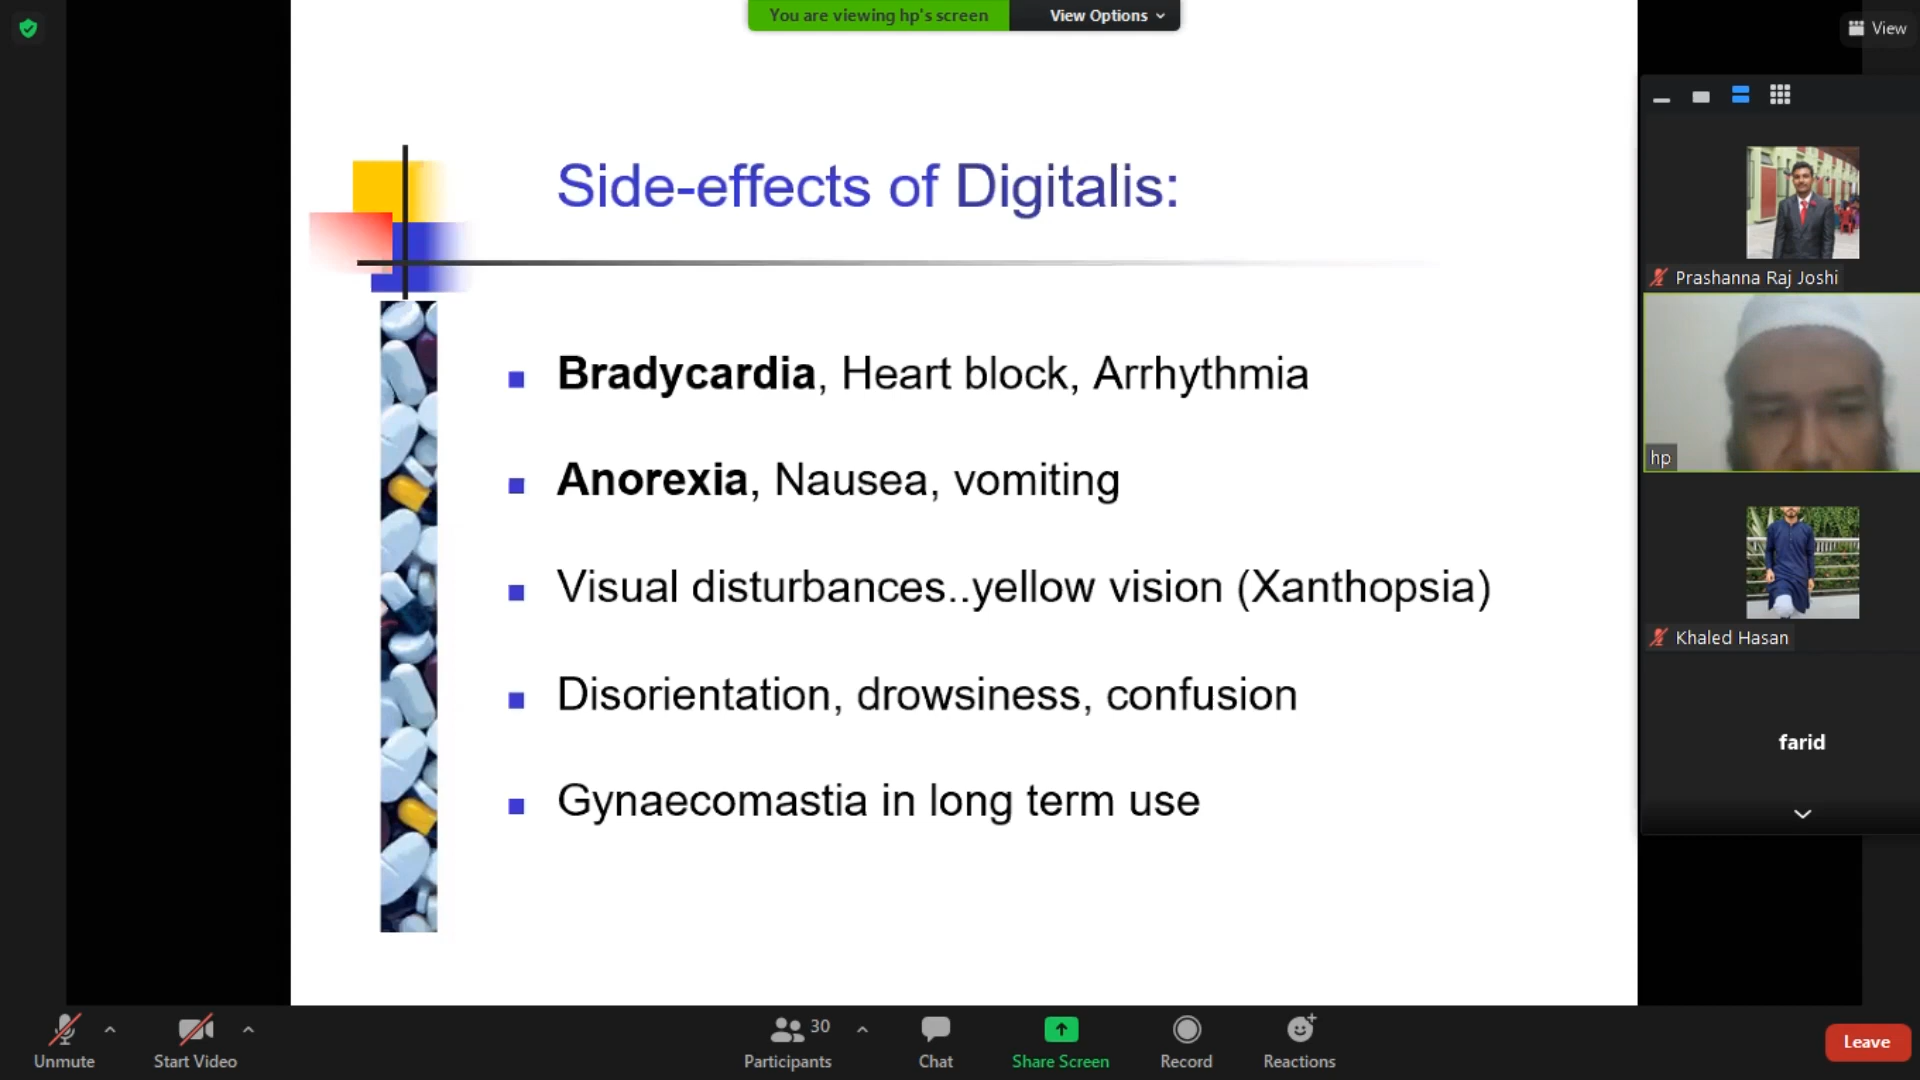 You are viewing hp's screen
View Options
View
Side-effects of Digitalis:
Bradycardia, Heart block, Arrhythmia
Anorexia, Nausea, vomiting
Visual disturbances..yellow vision (Xanthopsia)
Disorientation, drowsiness, confusion
Gynaecomastia in long term use
Prashanna Raj Joshi
hp
Khaled Hasan
farid
Unmute
Start Video
30
Participants
Chat
Share Screen
Record
Reactions
Leave